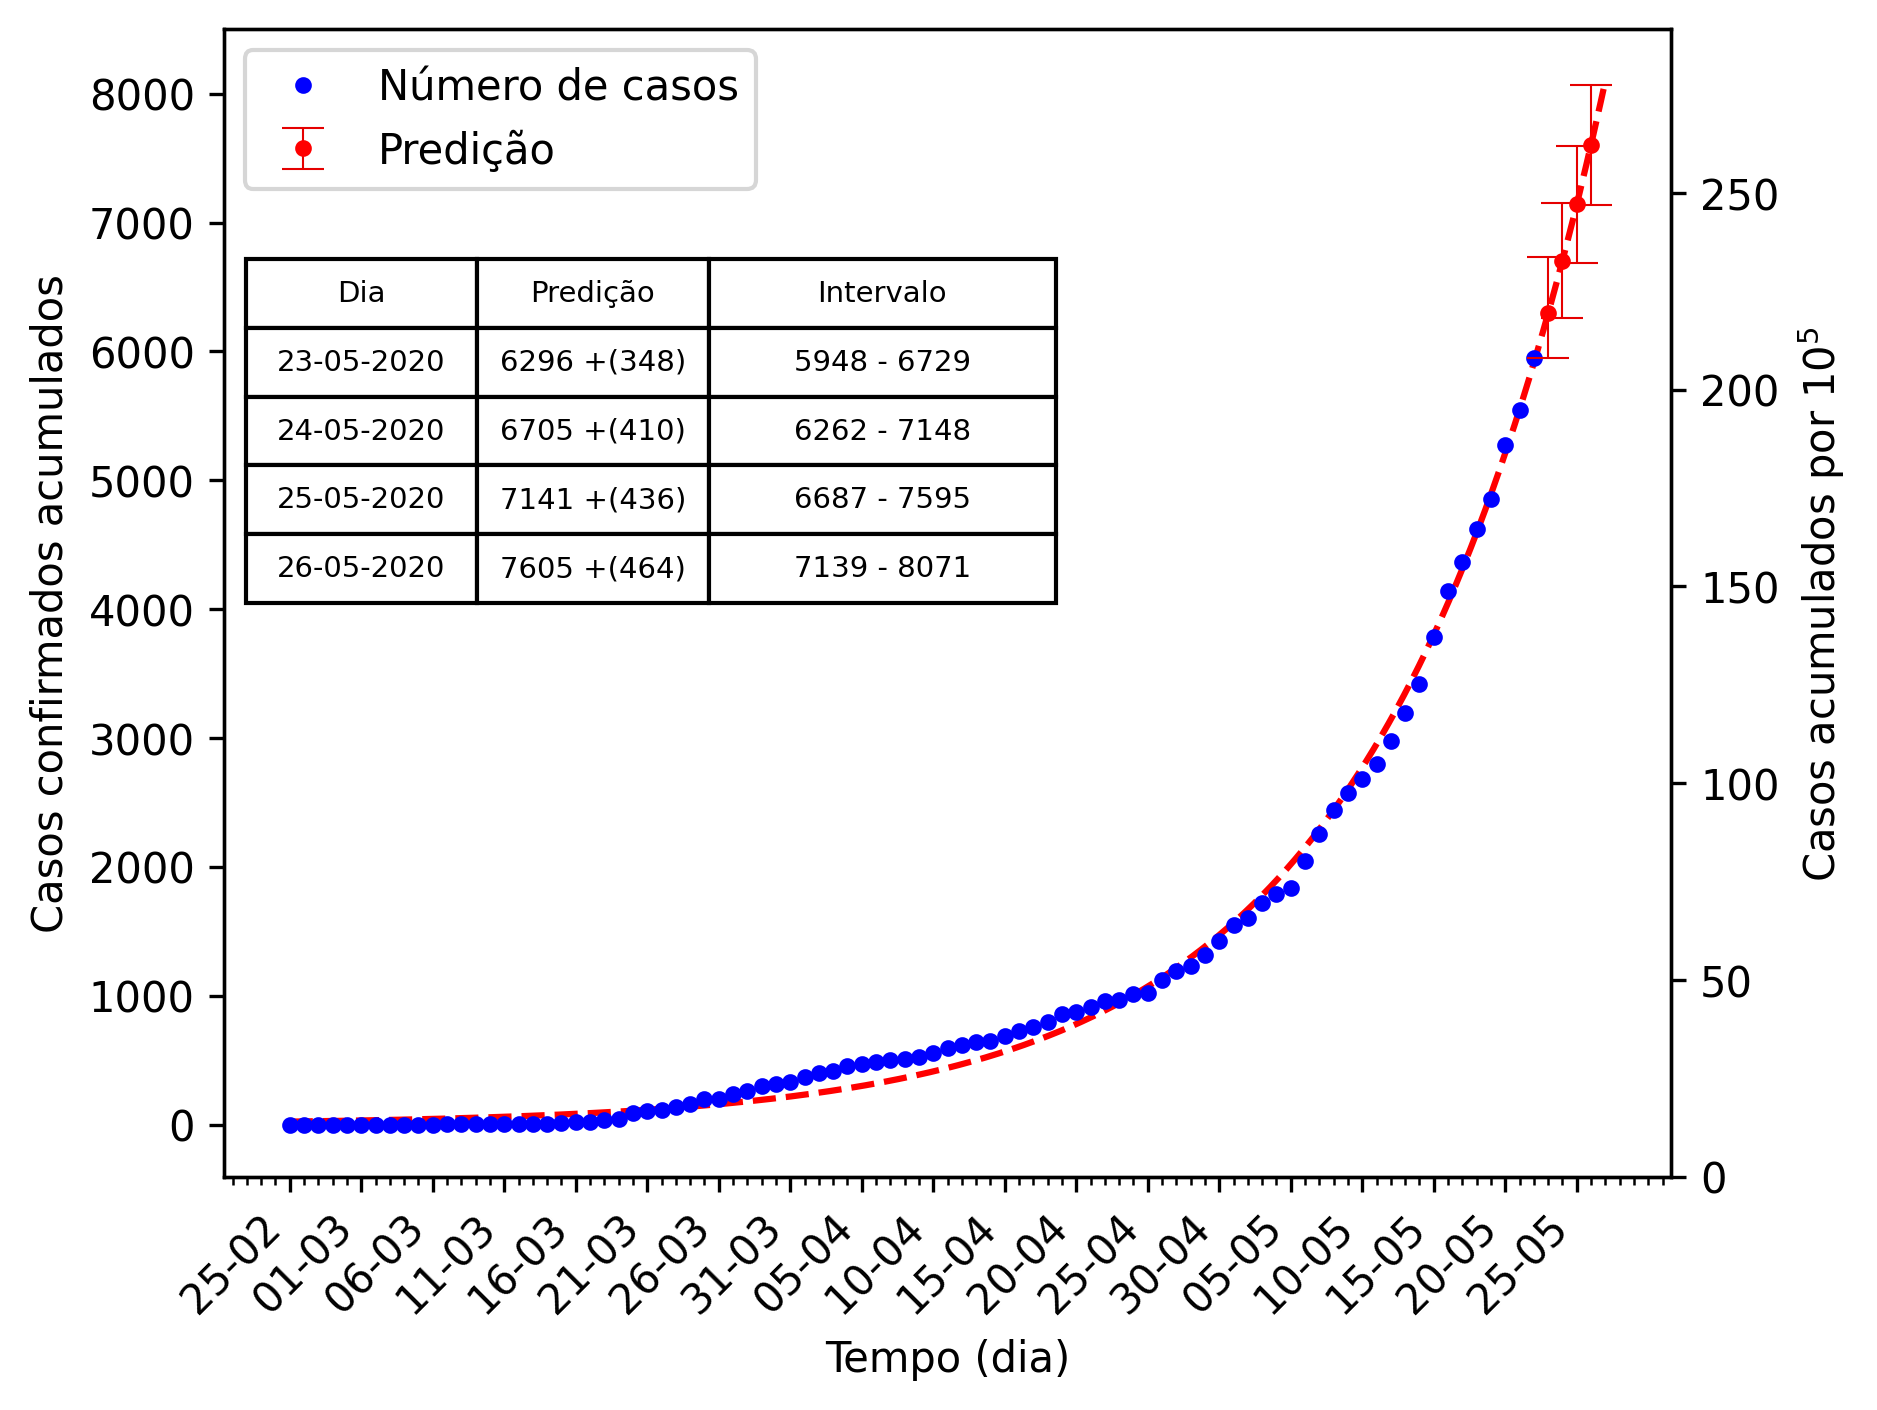 Número de casos
Predição
Dia Predição Intervalo
23-05-2020 6296 +(348) 5948 - 6729
24-05-2020 6705 +(410) 6262 - 7148
25-05-2020 7141 +(436) 6687 - 7595
26-05-2020 7605 +(464) 7139 - 8071
Casos confirmados acumulados
8000
7000
6000
5000
4000
3000
2000
1000
0
Casos acumulados por 10⁵
250
200
150
100
50
0
25-02 01-03 06-03 11-03 16-03 21-03 26-03 31-03 05-04 10-04 15-04 20-04 25-04 30-04 05-05 10-05 15-05 20-05 25-05
Tempo (dia)